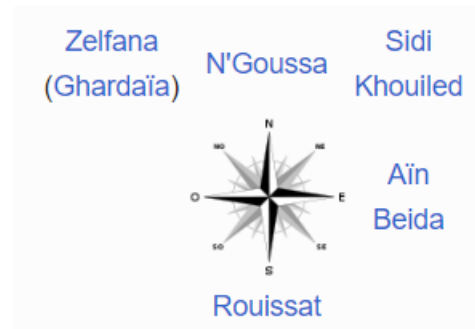 Zelfana
(Ghardaïa)
N'Goussa
Sidi
Khouiled
N
NO
NE
O
E
Aïn
Beida
SO
SE
S
Rouissat